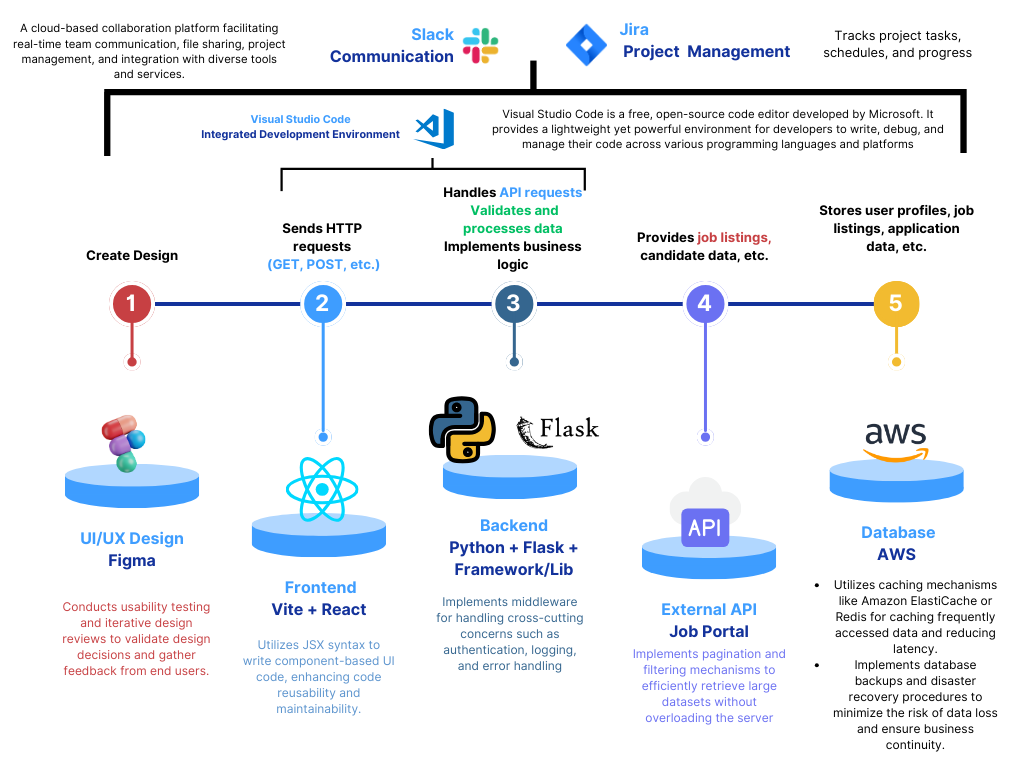 A cloud-based collaboration platform facilitating
real-time team communication, file sharing, project
management, and integration with diverse tools
and services.
Slack
Communication
Jira
Project Management
Tracks project tasks,
schedules, and progress
Visual Studio Code
Integrated Development Environment
Visual Studio Code is a free, open-source code editor developed by Microsoft. It
provides a lightweight yet powerful environment for developers to write, debug, and
manage their code across various programming languages and platforms
Create Design
Sends HTTP
requests
(GET, POST, etc.)
Handles API requests
Validates and
processes data
Implements business
logic
Provides job listings,
candidate data, etc.
Stores user profiles, job
listings, application
data, etc.
1
2
3
4
5
UI/UX Design
Figma
Conducts usability testing
and iterative design
reviews to validate design
decisions and gather
feedback from end users.
Frontend
Vite + React
Utilizes JSX syntax to
write component-based UI
code, enhancing code
reusability and
maintainability.
Flask
Backend
Python + Flask +
Framework/Lib
Implements middleware
for handling cross-cutting
concerns such as
authentication, logging,
and error handling
API
External API
Job Portal
Implements pagination and
filtering mechanisms to
efficiently retrieve large
datasets without
overloading the server
aws
Database
AWS
• Utilizes caching mechanisms
like Amazon ElastiCache or
Redis for caching frequently
accessed data and reducing
latency.
• Implements database
backups and disaster
recovery procedures to
minimize the risk of data loss
and ensure business
continuity.